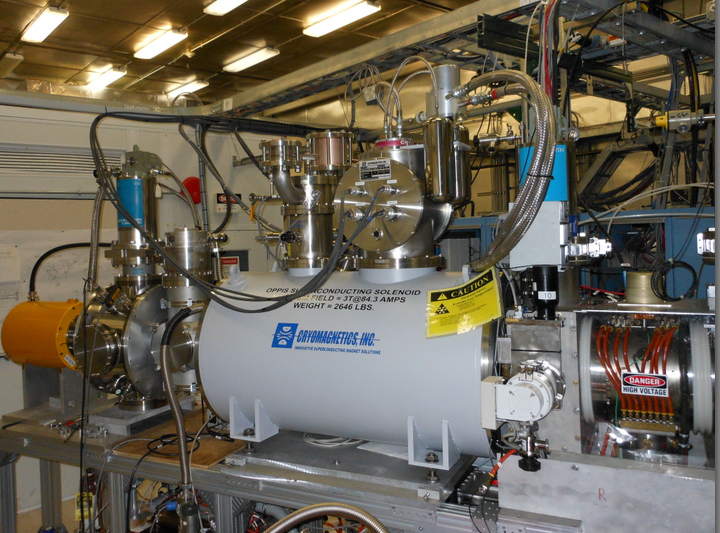 OPPIS SUPERCONDUCTING SOLENOID
FIELD = 3T@84.3 AMPS
WEIGHT = 2646 LBS.
CRYOMAGNETICS, INC.
INNOVATIVE SUPERCONDUCTING MAGNET SOLUTIONS
CAUTION
10
DANGER
HIGH VOLTAGE
R